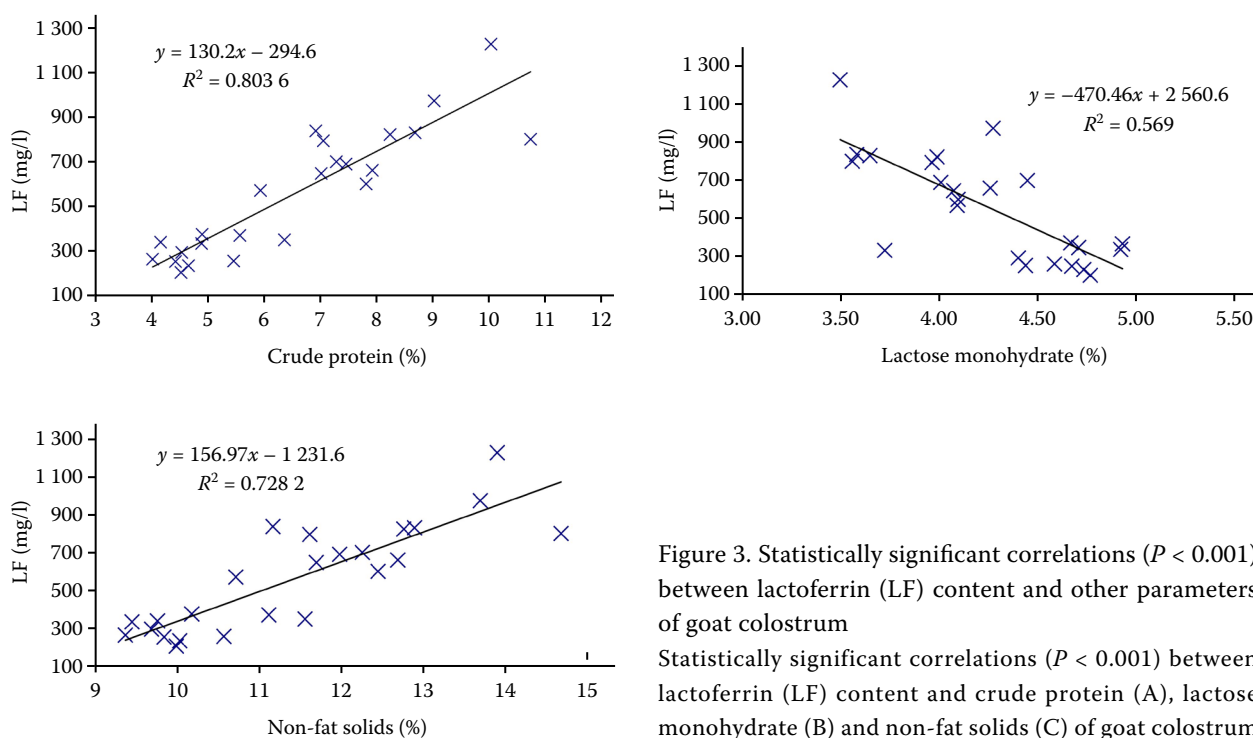 1 300
1 100
900
700
500
300
100
LF (mg/l)
y = 130.2x – 294.6
R² = 0.803 6
3 4 5 6 7 8 9 10 11 12
Crude protein (%)
1 300
1 100
900
700
500
300
100
LF (mg/l)
y = –470.46x + 2 560.6
R² = 0.569
3.00 3.50 4.00 4.50 5.00 5.50
Lactose monohydrate (%)
1 300
1 100
900
700
500
300
100
LF (mg/l)
y = 156.97x – 1 231.6
R² = 0.728 2
9 10 11 12 13 14 15
Non-fat solids (%)
Figure 3. Statistically significant correlations (P < 0.001)
between lactoferrin (LF) content and other parameters
of goat colostrum
Statistically significant correlations (P < 0.001) between
lactoferrin (LF) content and crude protein (A), lactose
monohydrate (B) and non-fat solids (C) of goat colostrum